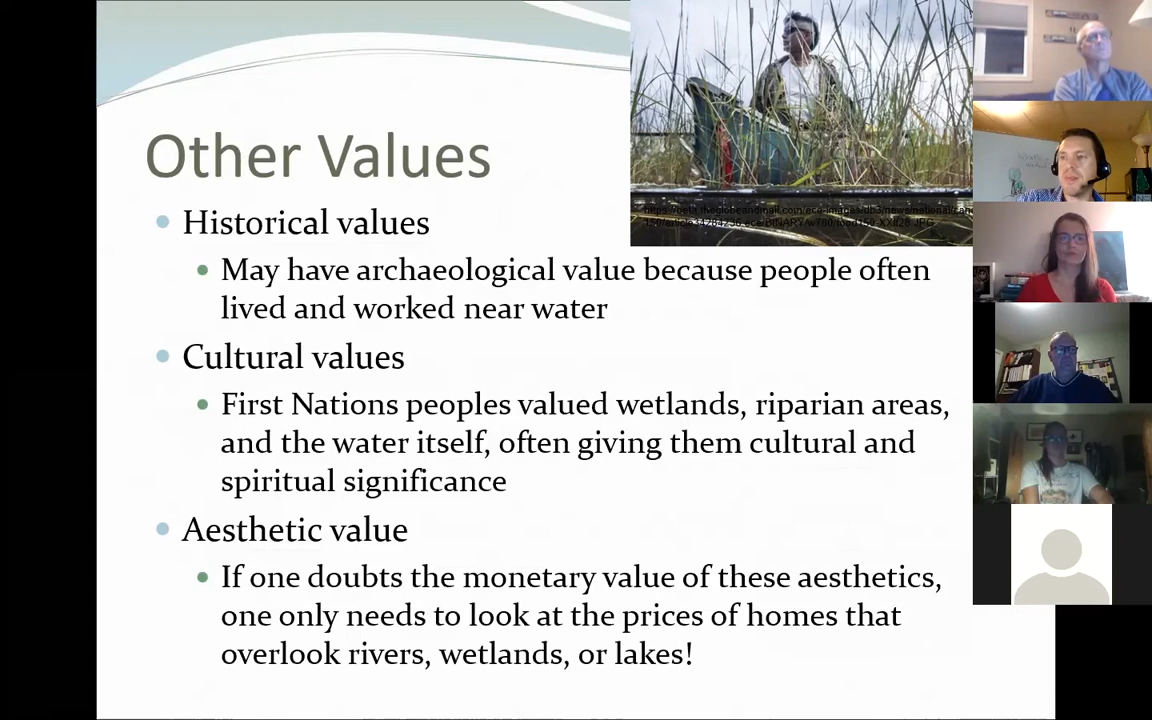 Other Values
Historical values
May have archaeological value because people often
lived and worked near water
Cultural values
First Nations peoples valued wetlands, riparian areas,
and the water itself, often giving them cultural and
spiritual significance
Aesthetic value
If one doubts the monetary value of these aesthetics,
one only needs to look at the prices of homes that
overlook rivers, wetlands, or lakes!